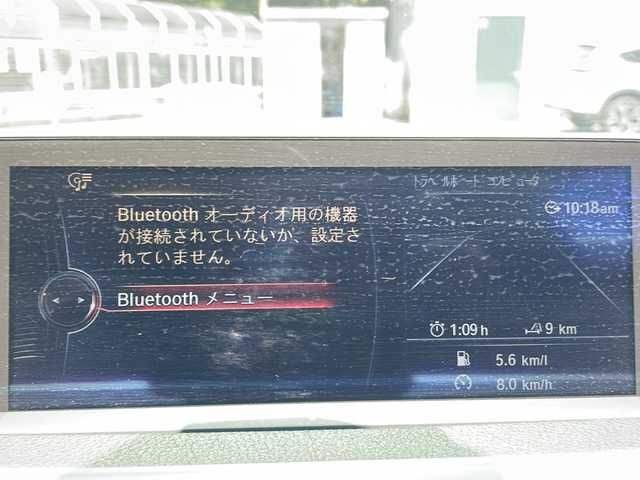 トラベルボード コンピュータ
10:18am
Bluetooth オーディオ用の機器
が接続されていないか、設定さ
れていません。
Bluetooth メニュー
1:09 h
9 km
5.6 km/l
8.0 km/h